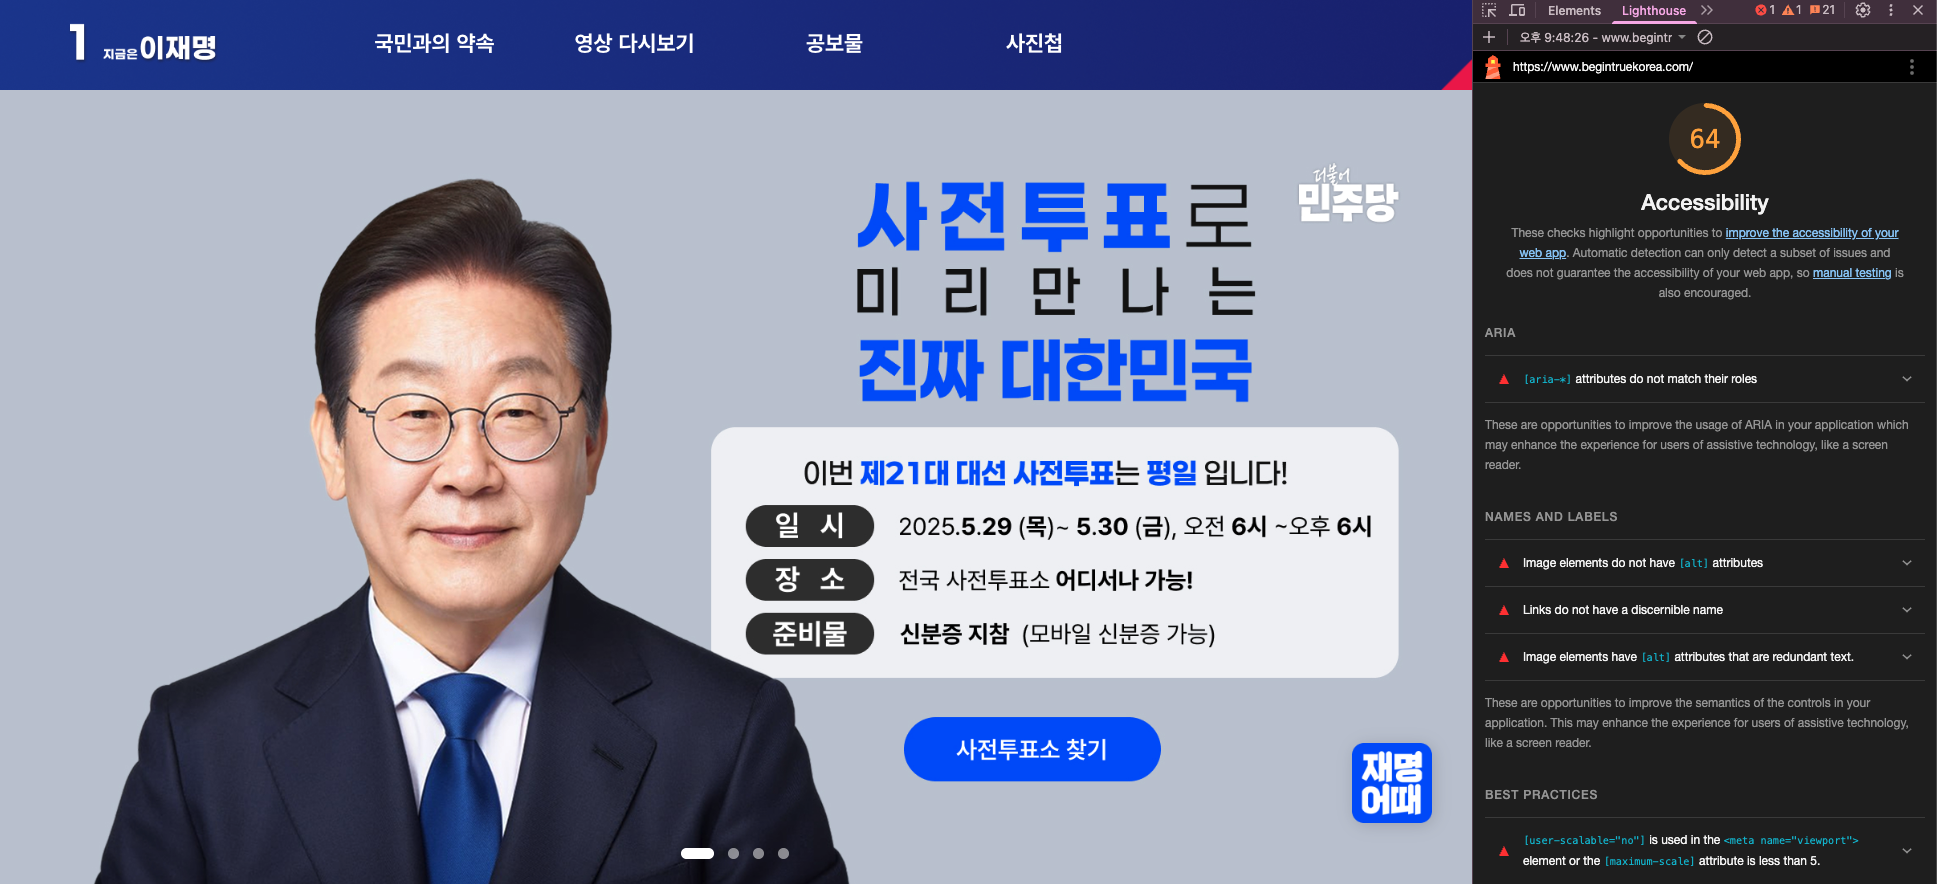 1 지금은 이재명
국민과의 약속
영상 다시보기
공보물
사진첩
더불어
민주당
사전투표로
미리만나는
진짜 대한민국
이번 제21대 대선 사전투표는 평일 입니다!
일 시 2025.5.29 (목)~ 5.30 (금), 오전 6시 ~오후 6시
장 소 전국 사전투표소 어디서나 가능!
준비물 신분증 지참 (모바일 신분증 가능)
사전투표소 찾기
재명
어때
Elements Lighthouse 1 1 21
오후 9:48:26 - www.begintr
https://www.begintruekorea.com/
64
Accessibility
These checks highlight opportunities to improve the accessibility of your
web app. Automatic detection can only detect a subset of issues and
does not guarantee the accessibility of your web app, so manual testing is
also encouraged.
ARIA
[aria-*] attributes do not match their roles
These are opportunities to improve the usage of ARIA in your application which
may enhance the experience for users of assistive technology, like a screen
reader.
NAMES AND LABELS
Image elements do not have [alt] attributes
Links do not have a discernible name
Image elements have [alt] attributes that are redundant text.
These are opportunities to improve the semantics of the controls in your
application. This may enhance the experience for users of assistive technology,
like a screen reader.
BEST PRACTICES
[user-scalable="no"] is used in the <meta name="viewport">
element or the [maximum-scale] attribute is less than 5.